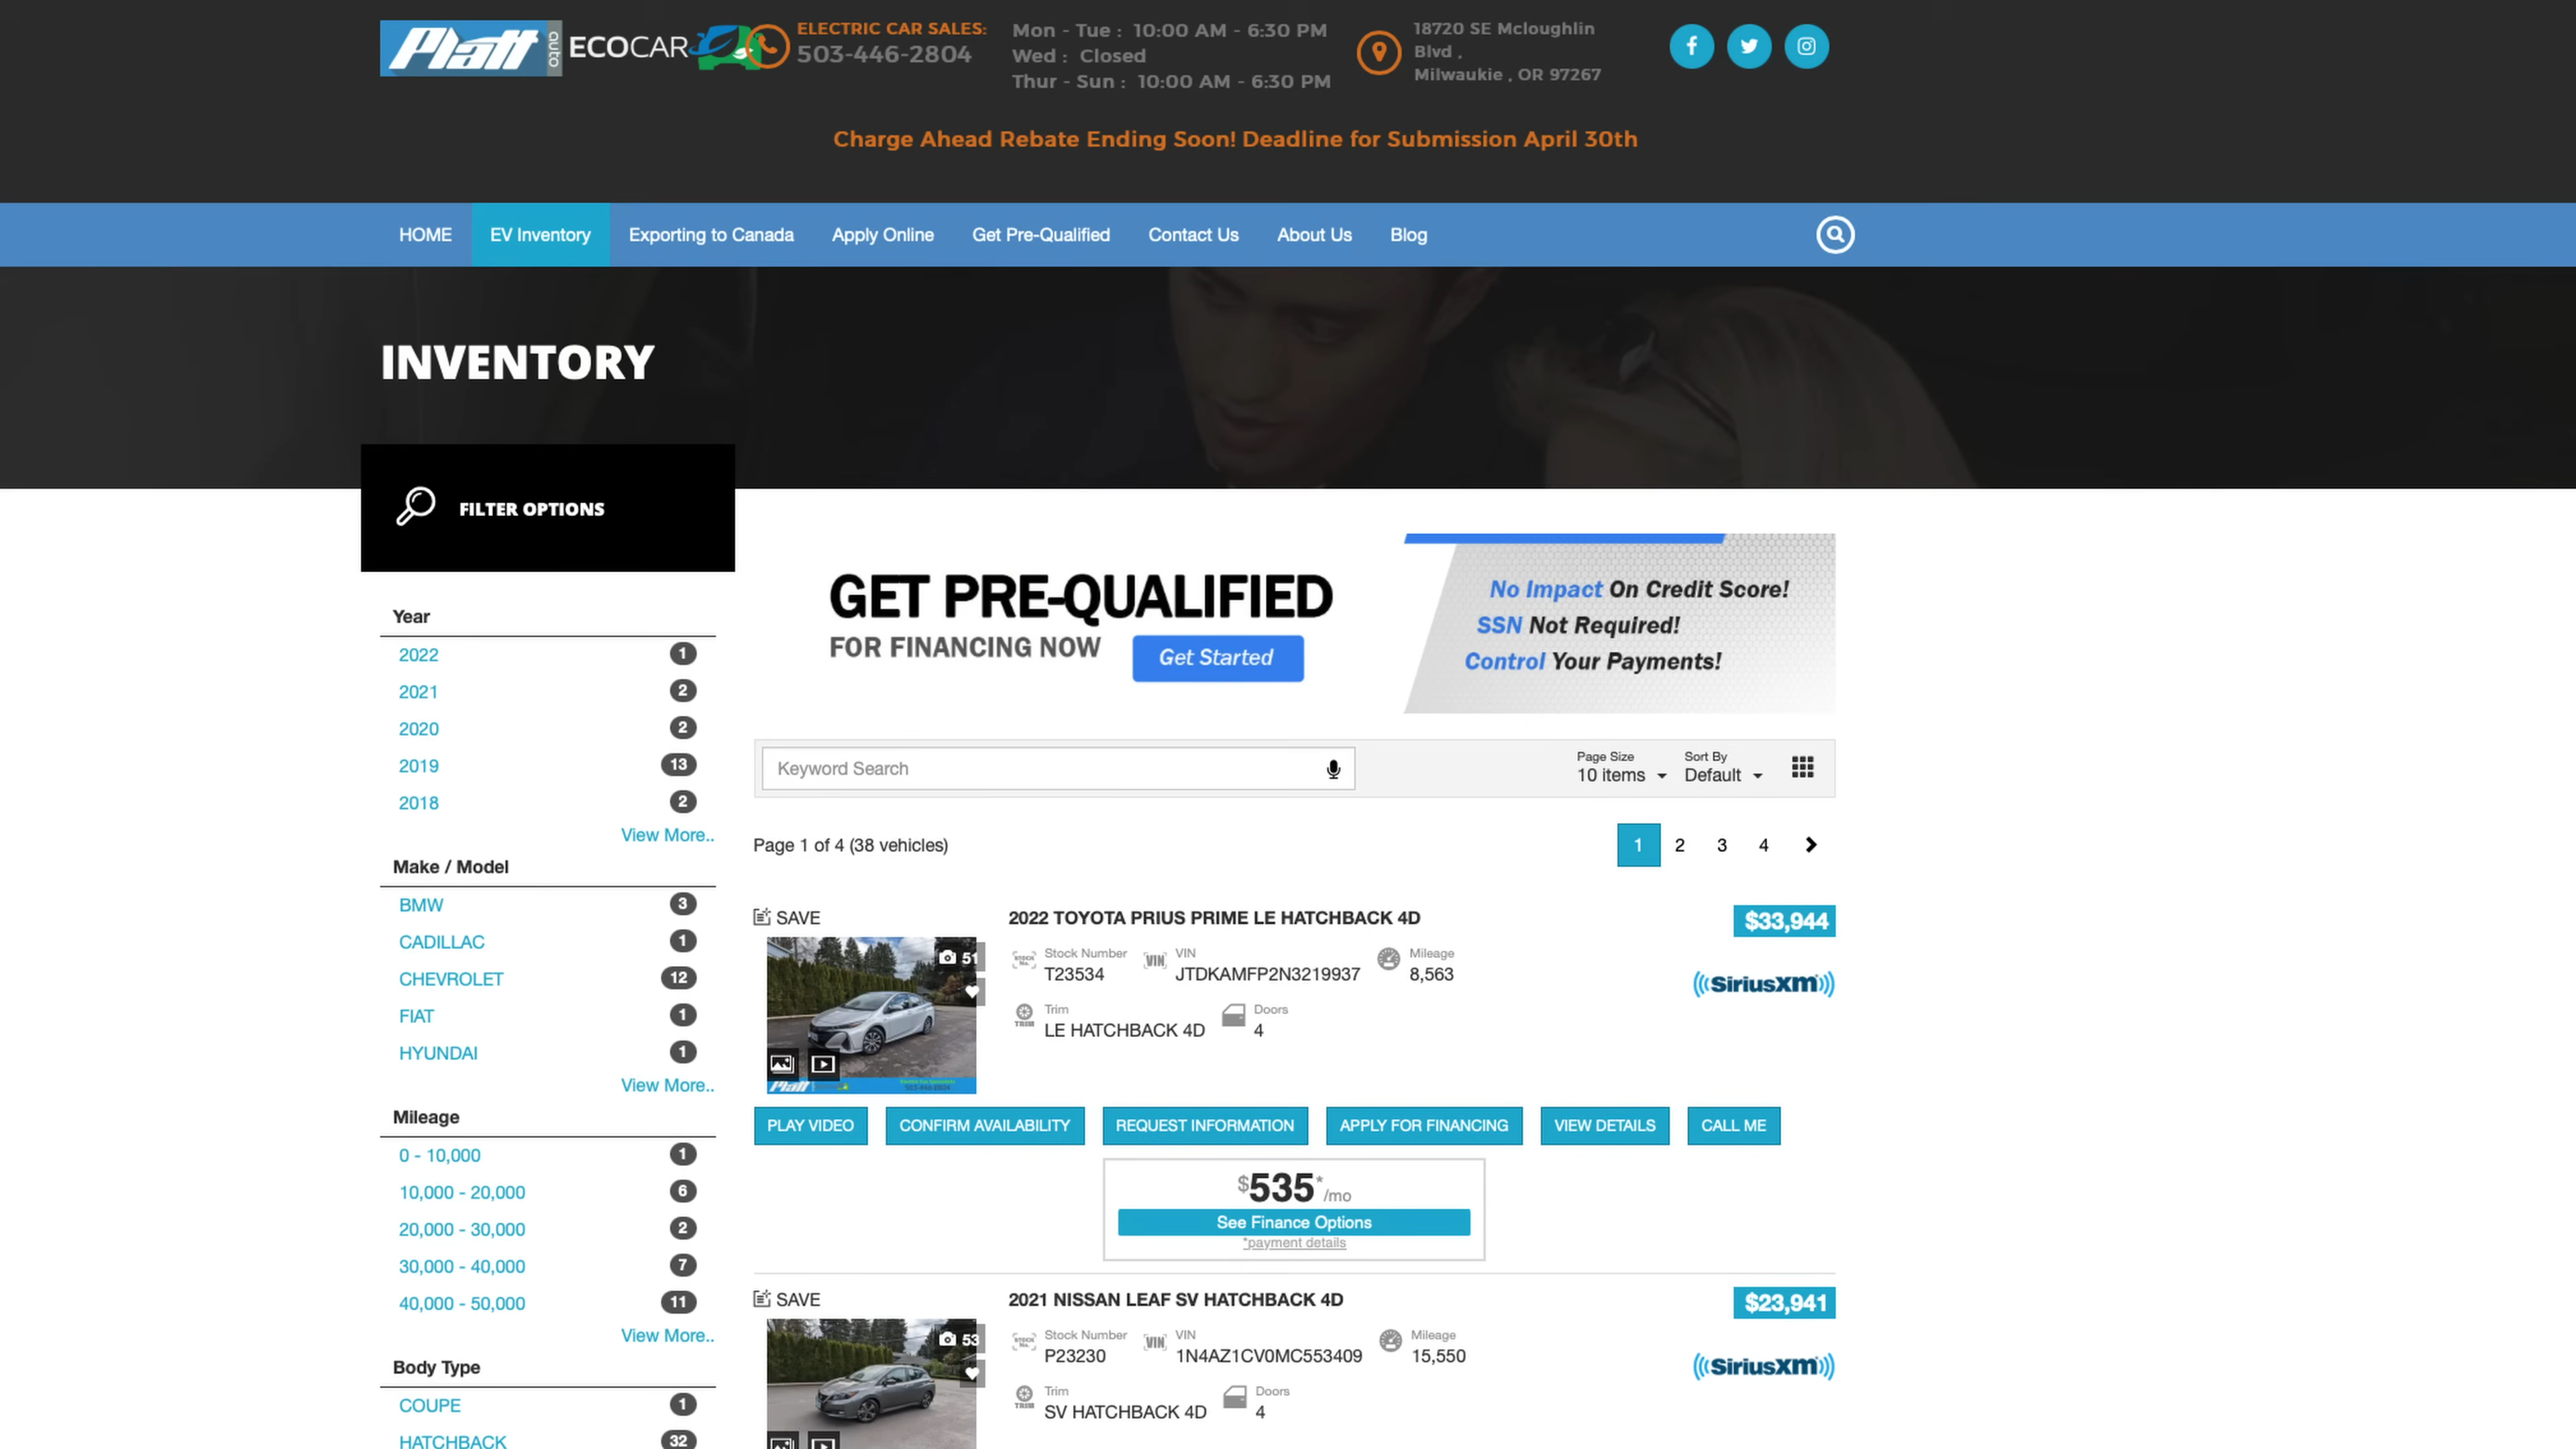 Platt auto ECOCAR
ELECTRIC CAR SALES:
503-446-2804
Mon - Tue : 10:00 AM - 6:30 PM
Wed : Closed
Thur - Sun : 10:00 AM - 6:30 PM
18720 SE Mcloughlin
Blvd ,
Milwaukie , OR 97267
Charge Ahead Rebate Ending Soon! Deadline for Submission April 30th
HOME EV Inventory Exporting to Canada Apply Online Get Pre-Qualified Contact Us About Us Blog
INVENTORY
FILTER OPTIONS
Year
2022 1
2021 2
2020 2
2019 13
2018 2
View More..
Make / Model
BMW 3
CADILLAC 1
CHEVROLET 12
FIAT 1
HYUNDAI 1
View More..
Mileage
0 - 10,000 1
10,000 - 20,000 6
20,000 - 30,000 2
30,000 - 40,000 7
40,000 - 50,000 11
View More..
Body Type
COUPE 1
HATCHBACK 32
GET PRE-QUALIFIED
FOR FINANCING NOW Get Started
No Impact On Credit Score!
SSN Not Required!
Control Your Payments!
Keyword Search
Page Size
10 items
Sort By
Default
Page 1 of 4 (38 vehicles)
1 2 3 4
SAVE
51
Platt
503-446-2804
2022 TOYOTA PRIUS PRIME LE HATCHBACK 4D
$33,944
STOCK No. Stock Number
T23534
VIN VIN
JTDKAMFP2N3219937
Mileage
8,563
SiriusXM
TRIM Trim
LE HATCHBACK 4D
Doors
4
PLAY VIDEO CONFIRM AVAILABILITY REQUEST INFORMATION APPLY FOR FINANCING VIEW DETAILS CALL ME
$535*/mo
See Finance Options
*payment details
SAVE
53
2021 NISSAN LEAF SV HATCHBACK 4D
$23,941
STOCK No. Stock Number
P23230
VIN VIN
1N4AZ1CV0MC553409
Mileage
15,550
SiriusXM
TRIM Trim
SV HATCHBACK 4D
Doors
4